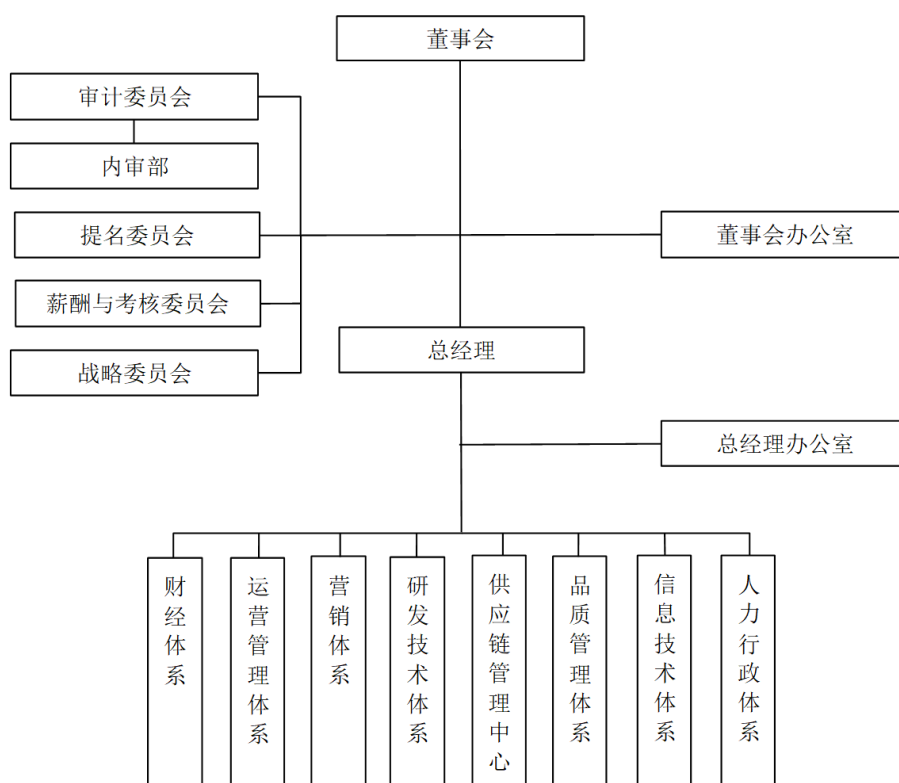 董事会
审计委员会
内审部
提名委员会
董事会办公室
薪酬与考核委员会
总经理
战略委员会
总经理办公室
财经体系
运营管理体系
营销体系
研发技术体系
供应链管理中心
品质管理体系
信息技术体系
人力行政体系